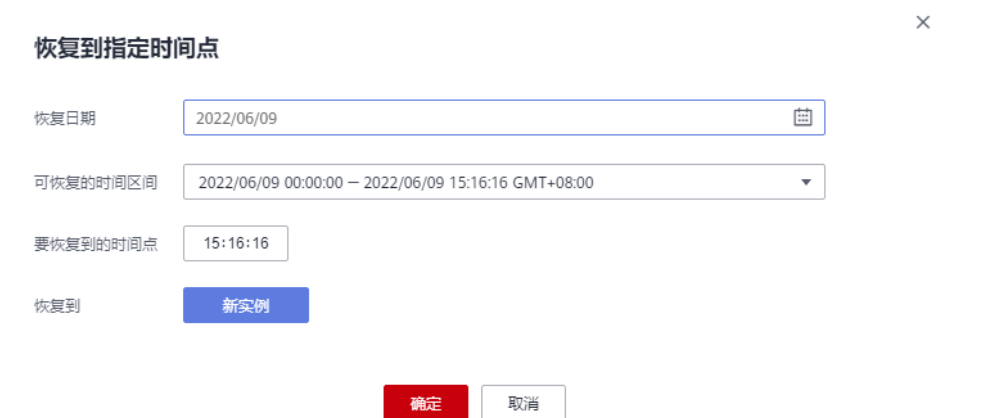 恢复到指定时间点
恢复日期 2022/06/09
可恢复的时间区间 2022/06/09 00:00:00 — 2022/06/09 15:16:16 GMT+08:00
要恢复到的时间点 15:16:16
恢复到 新实例
确定 取消